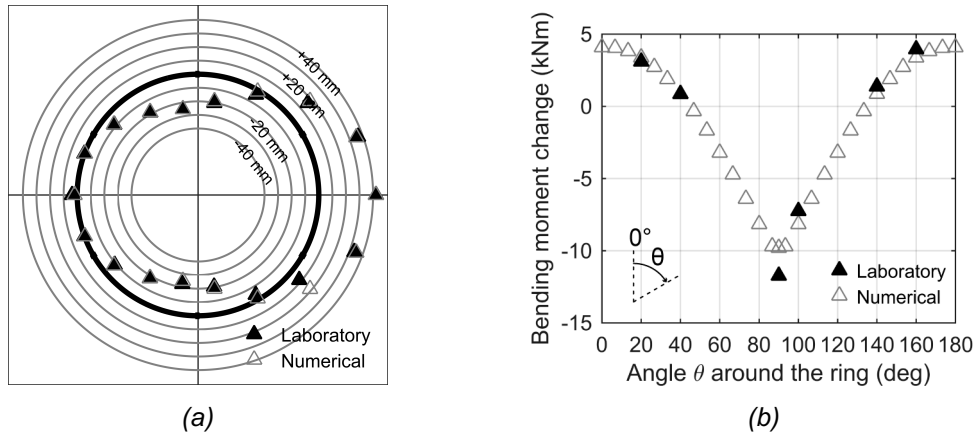 +40 mm
+20 mm
-20 mm
-40 mm
Laboratory
Numerical
(a)
Bending moment change (kNm)
5
0
-5
-10
-15
0°
θ
Laboratory
Numerical
0 20 40 60 80 100 120 140 160 180
Angle θ around the ring (deg)
(b)